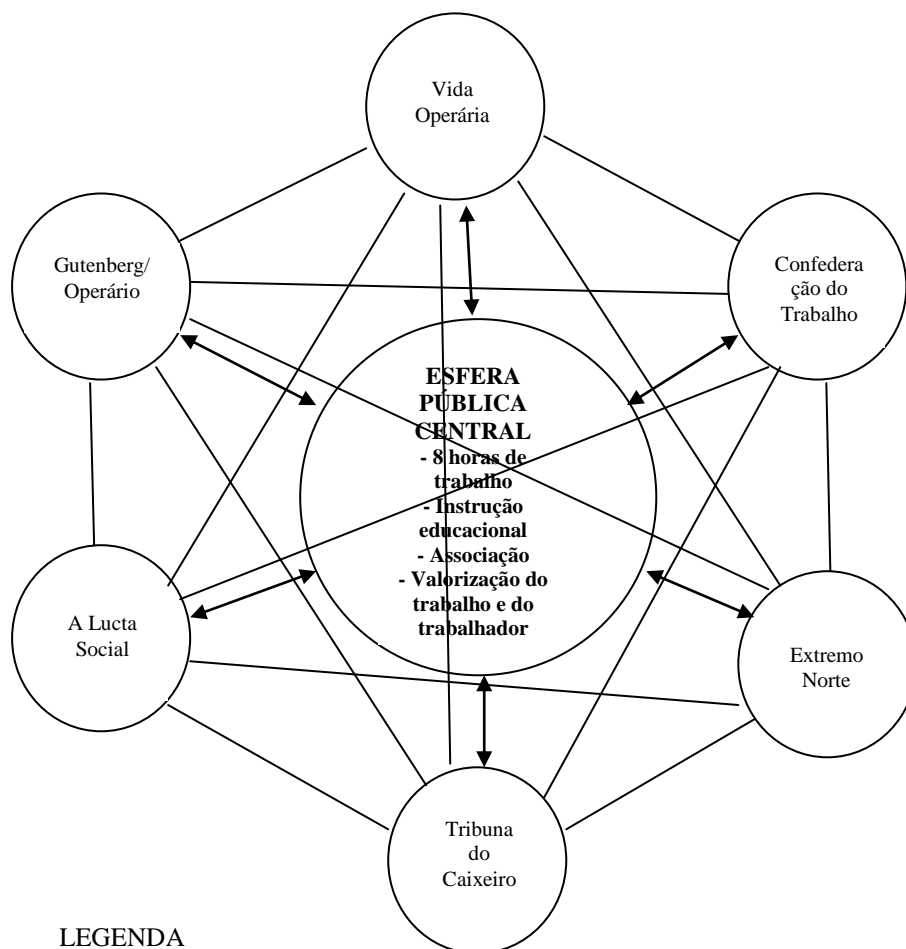 Vida
Operária
Gutenberg/
Operário
Confedera
ção do
Trabalho
ESFERA
PÚBLICA
CENTRAL
- 8 horas de
trabalho
- Instrução
educacional
- Associação
- Valorização do
trabalho e do
trabalhador
A Lucta
Social
Extremo
Norte
Tribuna
do
Caixeiro
LEGENDA